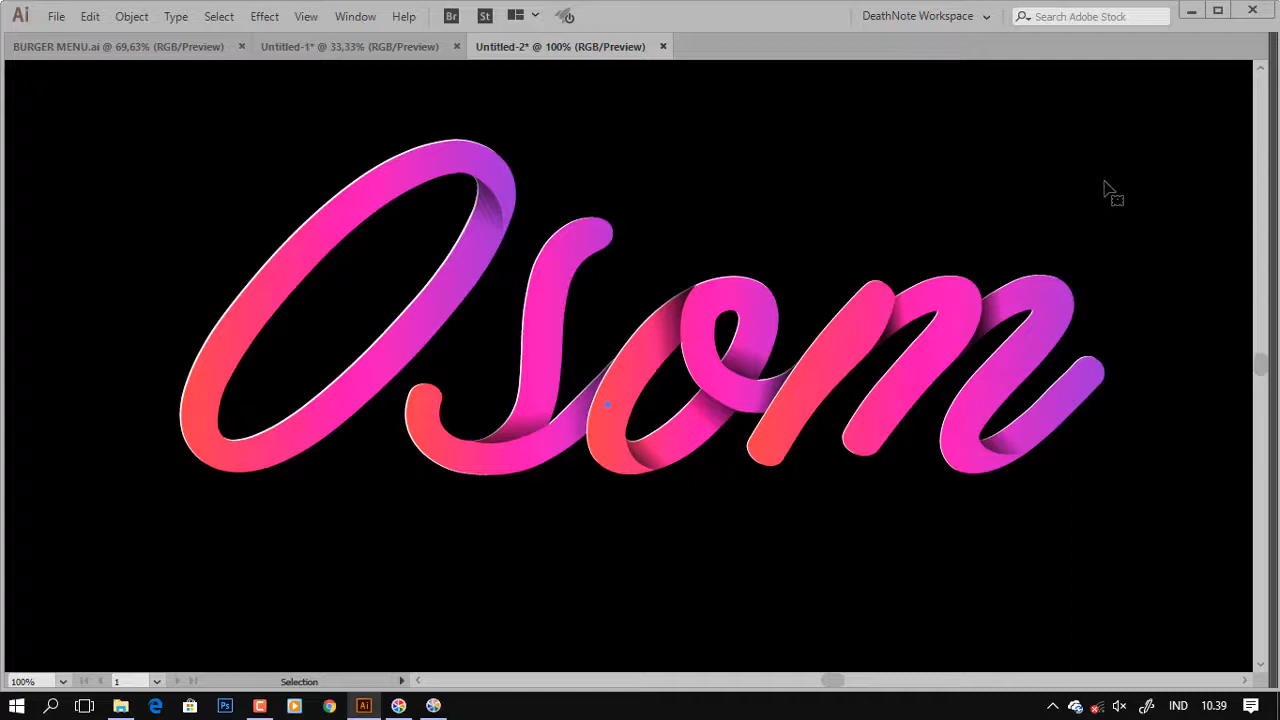 Ai File Edit Object Type Select Effect View Window Help Br St DeathNote Workspace Search Adobe Stock
BURGER MENU.ai @ 69,63% (RGB/Preview) Untitled-1* @ 33,33% (RGB/Preview) Untitled-2* @ 100% (RGB/Preview)
Osom
100% 1 Selection
Ps Ai IND 10.39